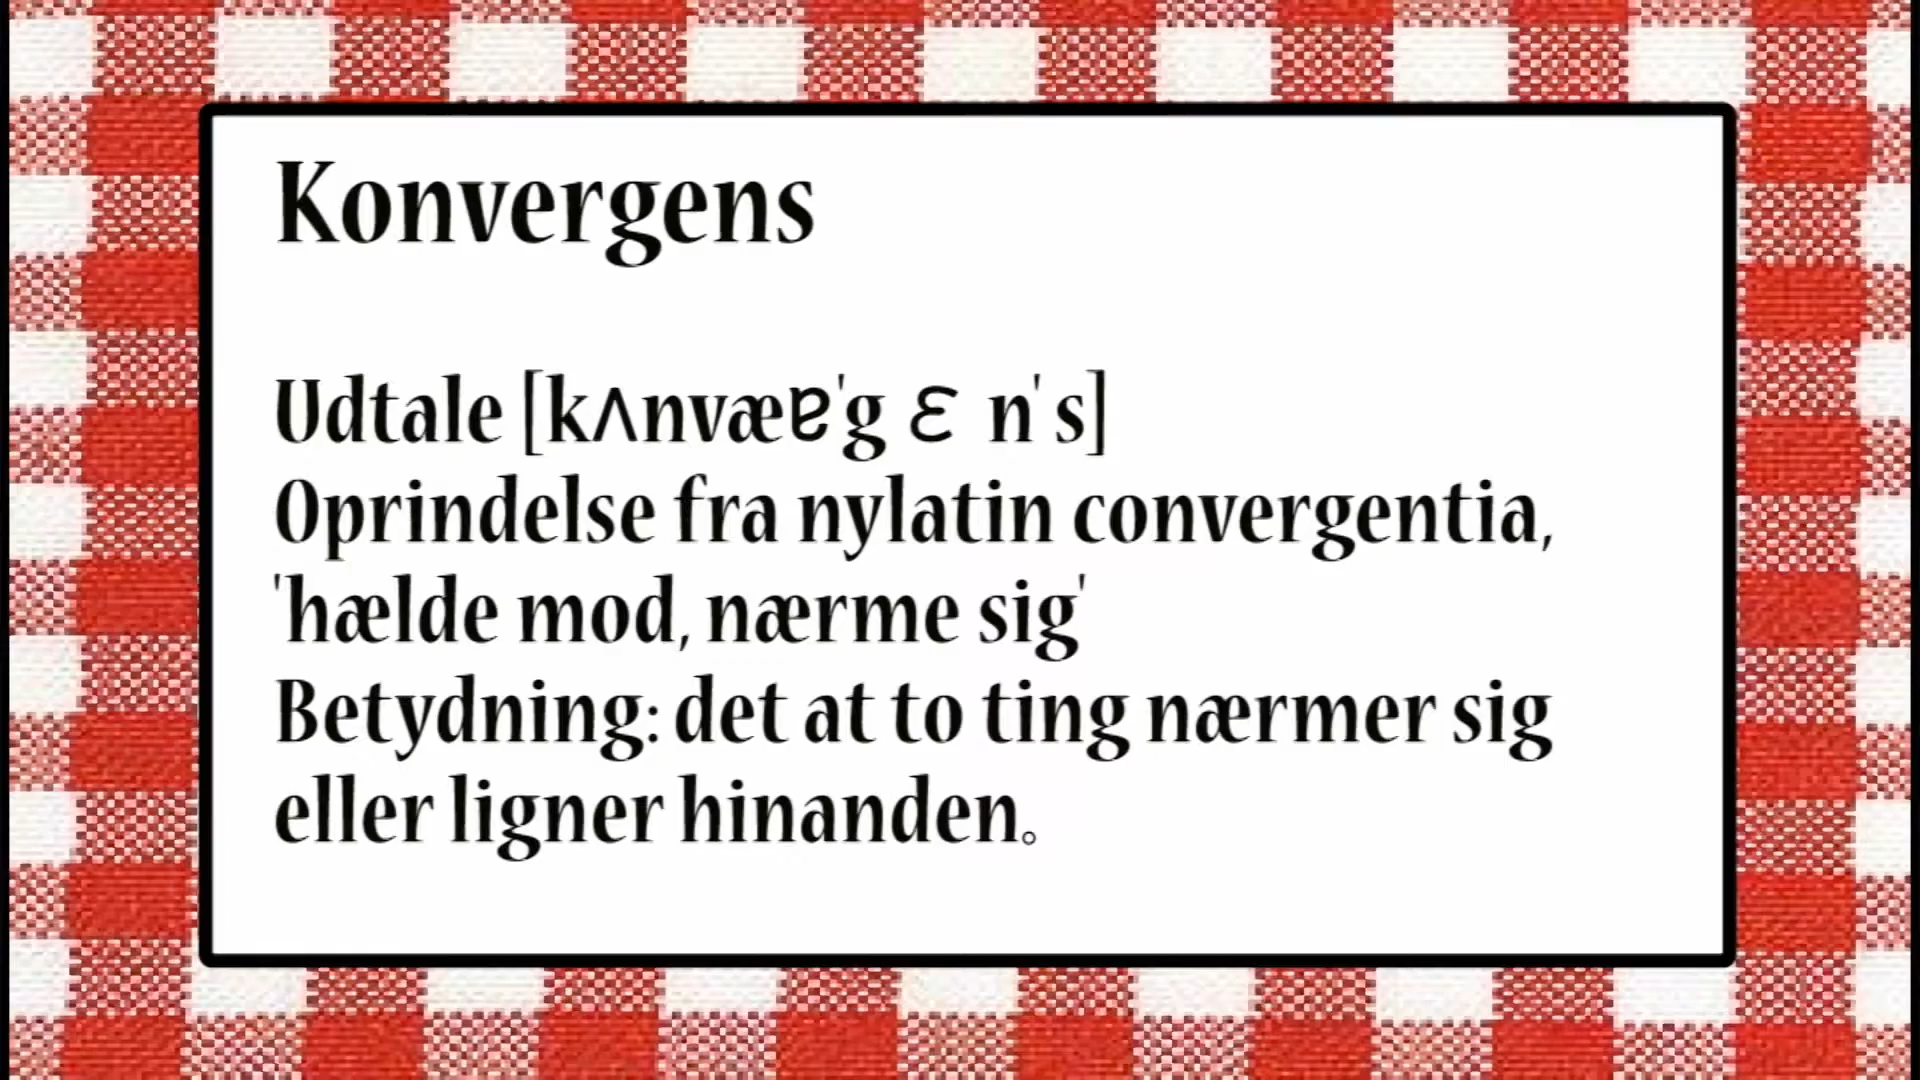 Konvergens
Udtale [kʌnvæɐ'g ɛ n's]
Oprindelse fra nylatin convergentia,
'hælde mod, nærme sig'
Betydning: det at to ting nærmer sig
eller ligner hinanden。